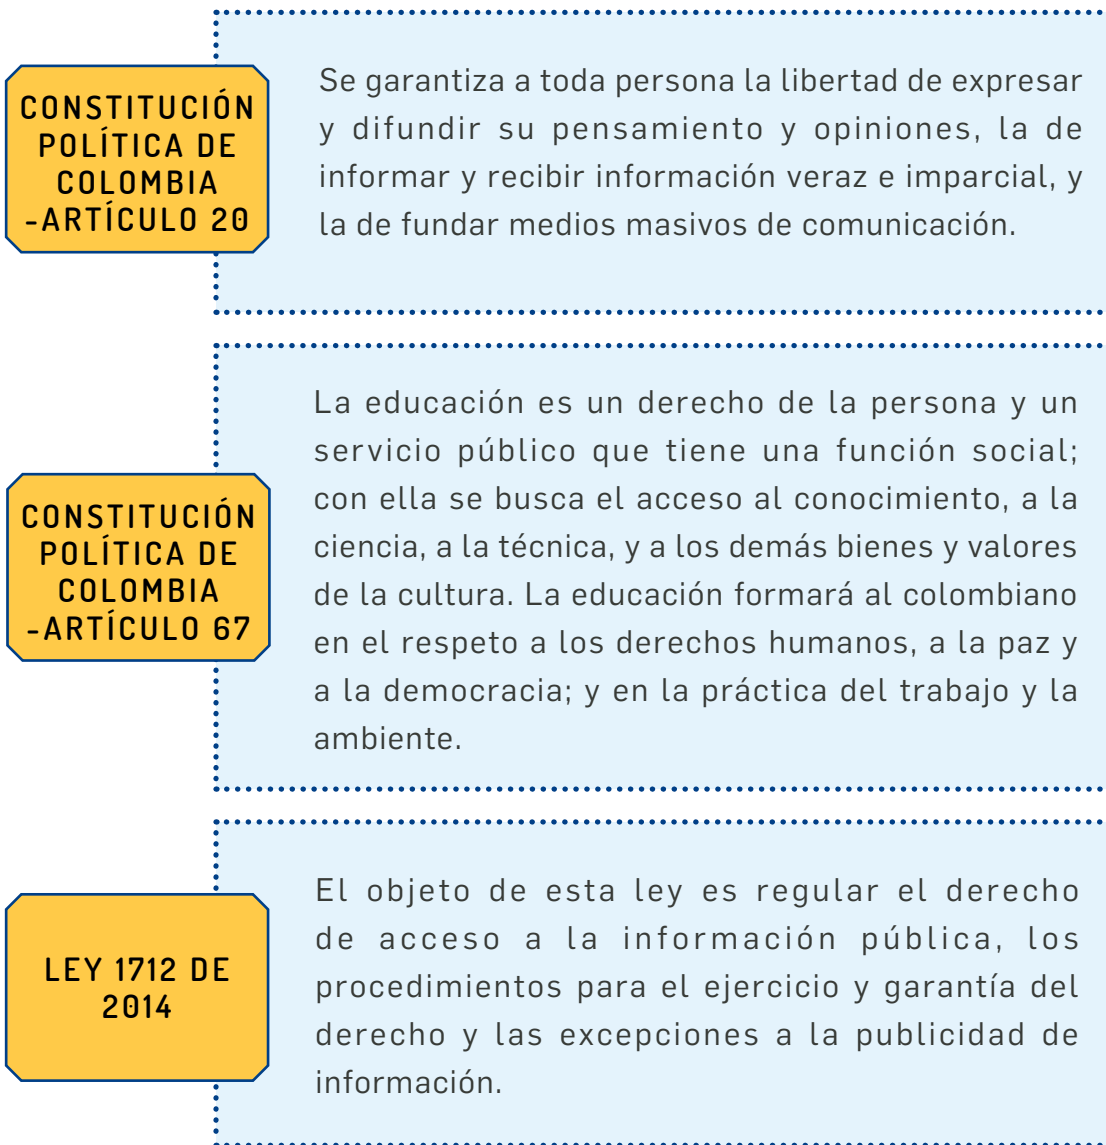 CONSTITUCIÓN
POLÍTICA DE
COLOMBIA
-ARTÍCULO 20
Se garantiza a toda persona la libertad de expresar
y difundir su pensamiento y opiniones, la de
informar y recibir información veraz e imparcial, y
la de fundar medios masivos de comunicación.
CONSTITUCIÓN
POLÍTICA DE
COLOMBIA
-ARTÍCULO 67
La educación es un derecho de la persona y un
servicio público que tiene una función social;
con ella se busca el acceso al conocimiento, a la
ciencia, a la técnica, y a los demás bienes y valores
de la cultura. La educación formará al colombiano
en el respeto a los derechos humanos, a la paz y
a la democracia; y en la práctica del trabajo y la
ambiente.
LEY 1712 DE
2014
El objeto de esta ley es regular el derecho
de acceso a la información pública, los
procedimientos para el ejercicio y garantía del
derecho y las excepciones a la publicidad de
información.